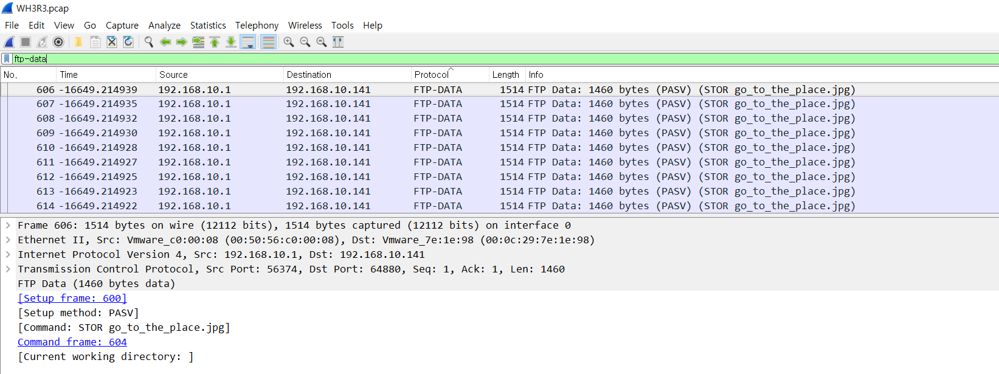 WH3R3.pcap
File Edit View Go Capture Analyze Statistics Telephony Wireless Tools Help
ftp-data
No. Time Source Destination Protocol Length Info
606 -16649.214939 192.168.10.1 192.168.10.141 FTP-DATA 1514 FTP Data: 1460 bytes (PASV) (STOR go_to_the_place.jpg)
607 -16649.214935 192.168.10.1 192.168.10.141 FTP-DATA 1514 FTP Data: 1460 bytes (PASV) (STOR go_to_the_place.jpg)
608 -16649.214932 192.168.10.1 192.168.10.141 FTP-DATA 1514 FTP Data: 1460 bytes (PASV) (STOR go_to_the_place.jpg)
609 -16649.214930 192.168.10.1 192.168.10.141 FTP-DATA 1514 FTP Data: 1460 bytes (PASV) (STOR go_to_the_place.jpg)
610 -16649.214928 192.168.10.1 192.168.10.141 FTP-DATA 1514 FTP Data: 1460 bytes (PASV) (STOR go_to_the_place.jpg)
611 -16649.214927 192.168.10.1 192.168.10.141 FTP-DATA 1514 FTP Data: 1460 bytes (PASV) (STOR go_to_the_place.jpg)
612 -16649.214925 192.168.10.1 192.168.10.141 FTP-DATA 1514 FTP Data: 1460 bytes (PASV) (STOR go_to_the_place.jpg)
613 -16649.214923 192.168.10.1 192.168.10.141 FTP-DATA 1514 FTP Data: 1460 bytes (PASV) (STOR go_to_the_place.jpg)
614 -16649.214922 192.168.10.1 192.168.10.141 FTP-DATA 1514 FTP Data: 1460 bytes (PASV) (STOR go_to_the_place.jpg)
Frame 606: 1514 bytes on wire (12112 bits), 1514 bytes captured (12112 bits) on interface 0
Ethernet II, Src: Vmware_c0:00:08 (00:50:56:c0:00:08), Dst: Vmware_7e:1e:98 (00:0c:29:7e:1e:98)
Internet Protocol Version 4, Src: 192.168.10.1, Dst: 192.168.10.141
Transmission Control Protocol, Src Port: 56374, Dst Port: 64880, Seq: 1, Ack: 1, Len: 1460
FTP Data (1460 bytes data)
[Setup frame: 600]
[Setup method: PASV]
[Command: STOR go_to_the_place.jpg]
Command frame: 604
[Current working directory: ]